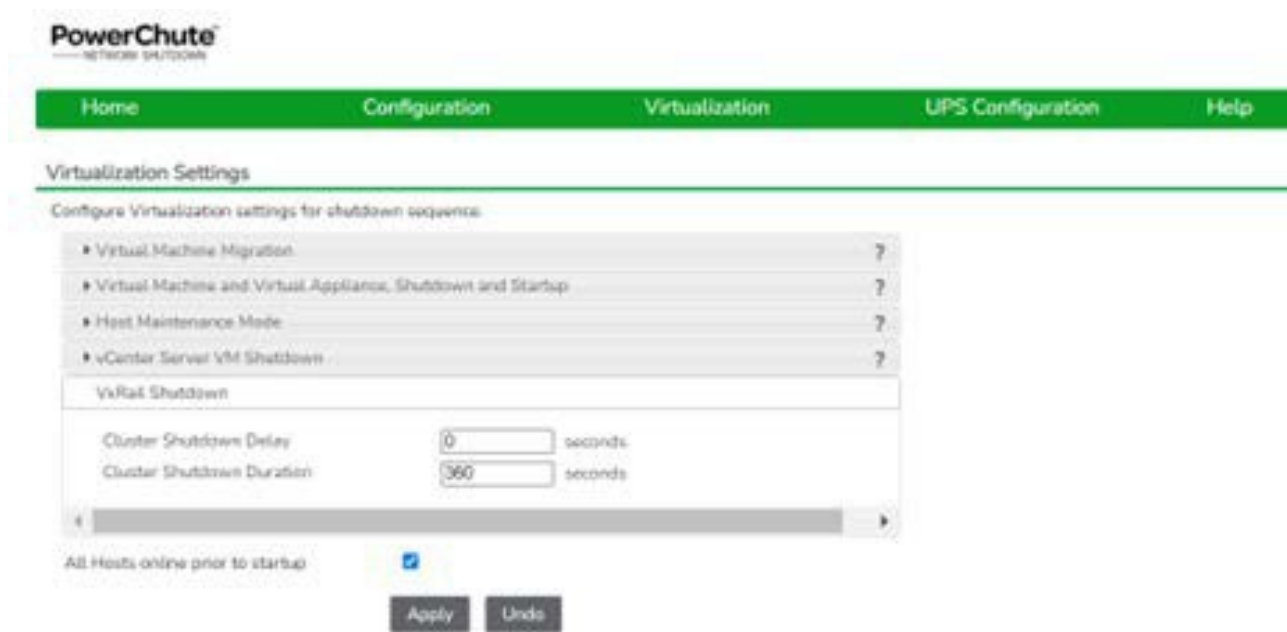 PowerChute
NETWORK SHUTDOWN
Home Configuration Virtualization UPS Configuration Help
Virtualization Settings
Configure Virtualization settings for shutdown sequence.
Virtual Machine Migration ?
Virtual Machine and Virtual Appliance, Shutdown and Startup ?
Host Maintenance Mode ?
vCenter Server VM Shutdown ?
VxRail Shutdown
Cluster Shutdown Delay 0 seconds
Cluster Shutdown Duration 360 seconds
All Hosts online prior to startup
Apply Undo